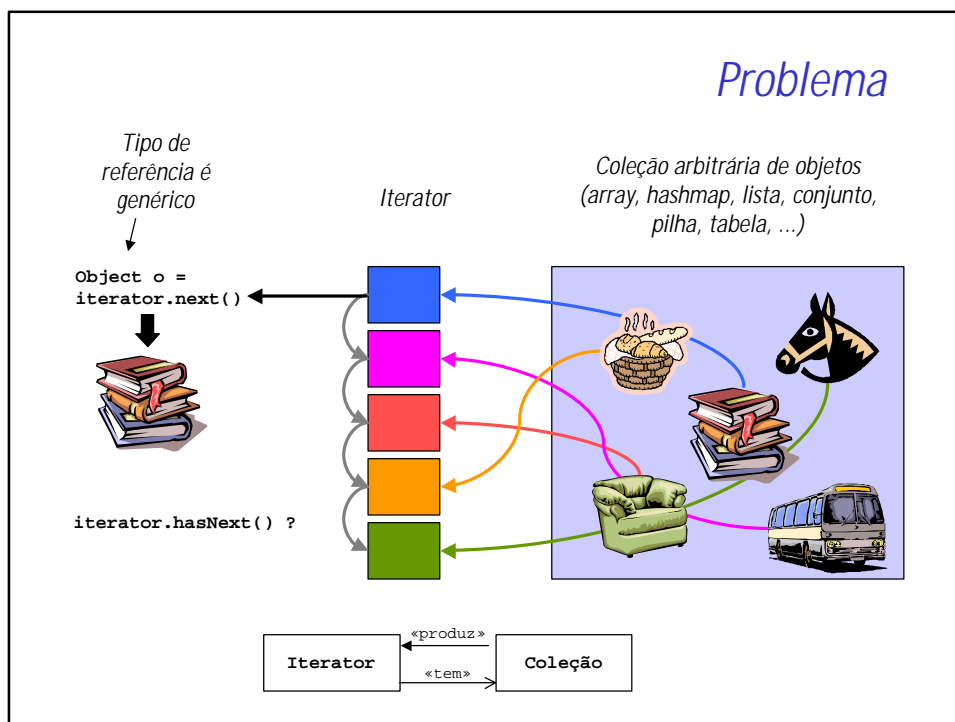 Problema
Tipo de
referência é
genérico
Iterator
Coleção arbitrária de objetos
(array, hashmap, lista, conjunto,
pilha, tabela, ...)
Object o =
iterator.next()
iterator.hasNext() ?
«produz»
Iterator
Coleção
«tem»